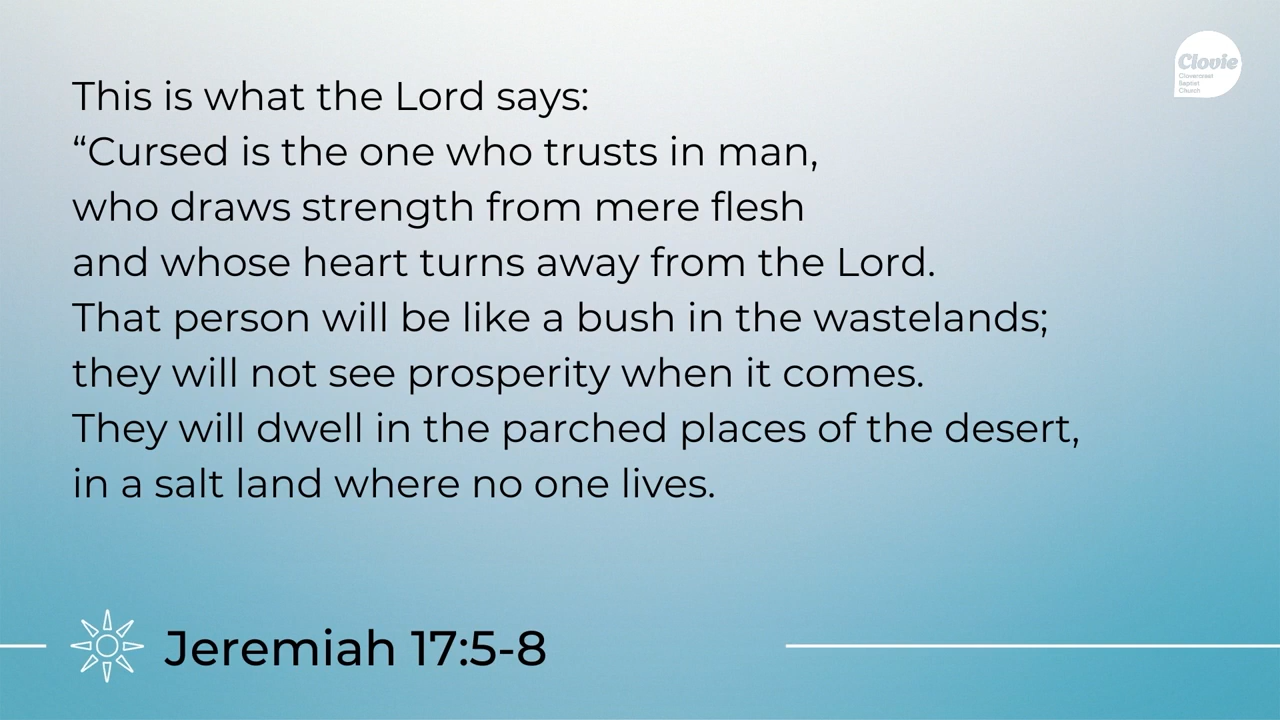 Clovie
Cloverstreet
Baptist
Church
This is what the Lord says:
“Cursed is the one who trusts in man,
who draws strength from mere flesh
and whose heart turns away from the Lord.
That person will be like a bush in the wastelands;
they will not see prosperity when it comes.
They will dwell in the parched places of the desert,
in a salt land where no one lives.
Jeremiah 17:5-8